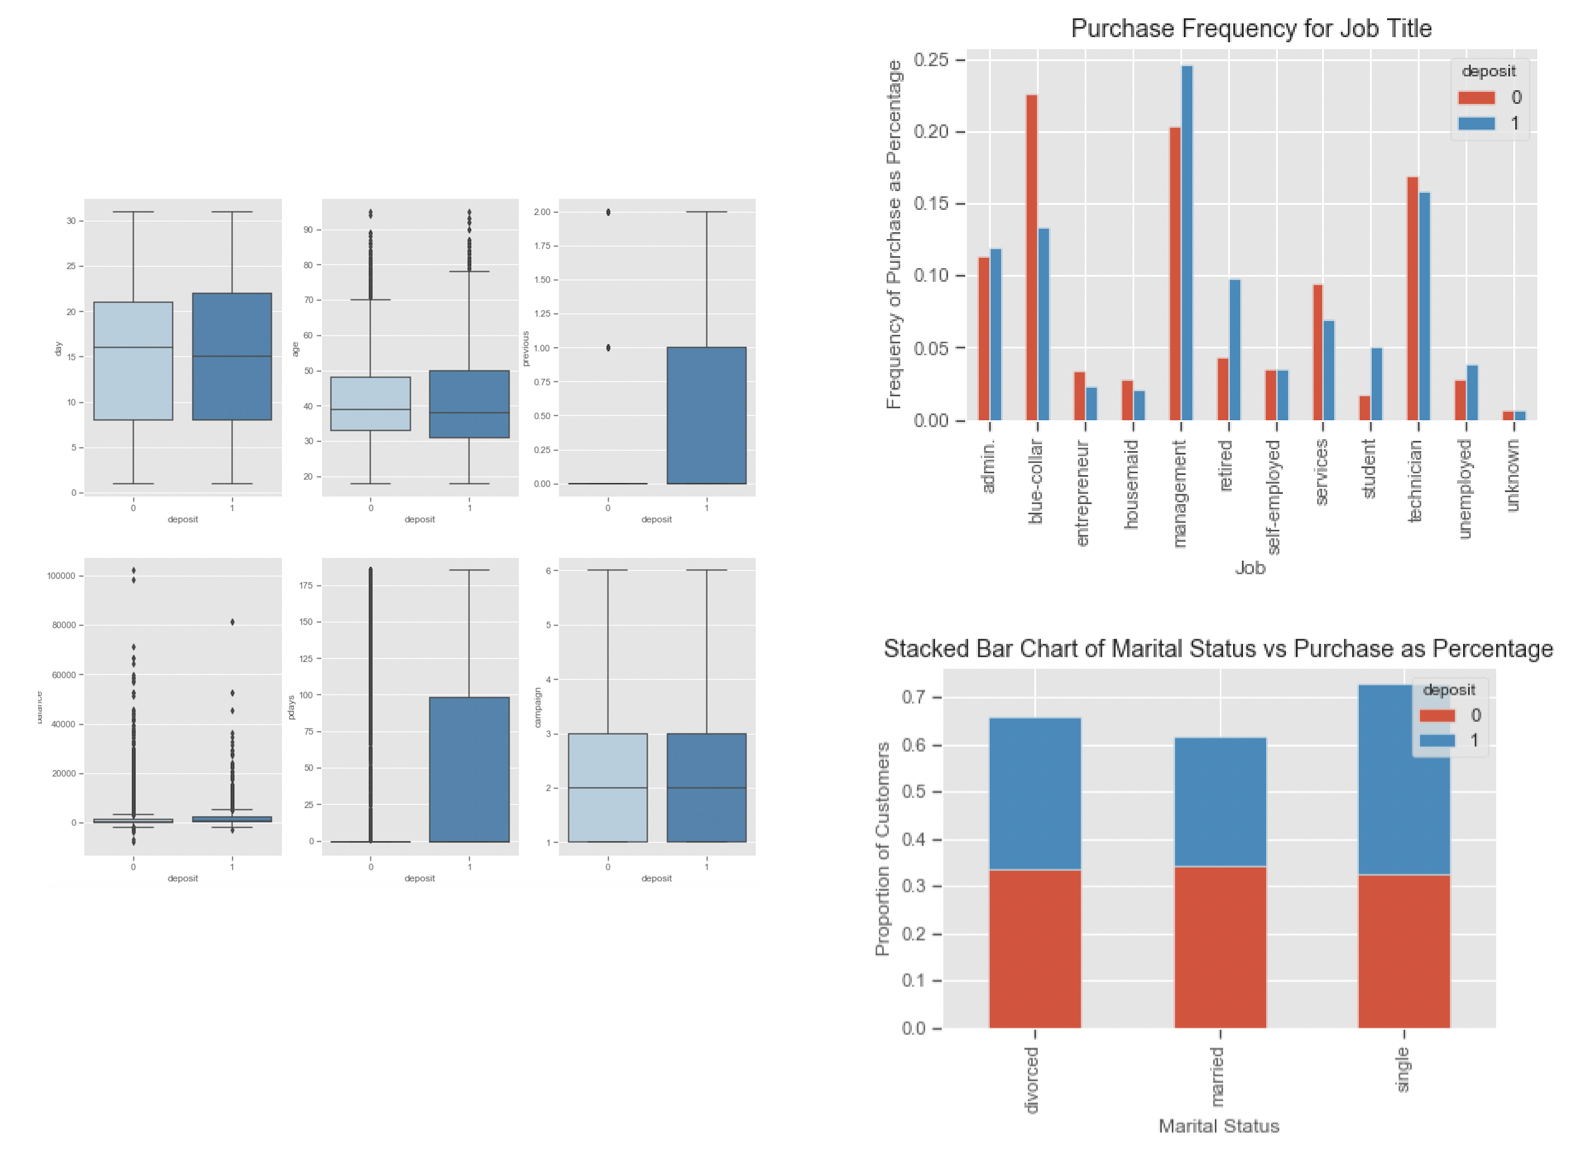 30
25
20
15
10
5
0
day
0
1
deposit
90
80
70
60
50
40
30
20
age
0
1
deposit
2.00
1.75
1.50
1.25
1.00
0.75
0.50
0.25
0.00
previous
0
1
deposit
100000
80000
60000
40000
20000
0
0
1
deposit
175
150
125
100
75
50
25
0
pdays
0
1
deposit
6
5
4
3
2
1
campaign
0
1
deposit
Purchase Frequency for Job Title
deposit
0
1
0.25
0.20
0.15
0.10
0.05
0.00
Frequency of Purchase as Percentage
admin.
blue-collar
entrepreneur
housemaid
management
retired
self-employed
services
student
technician
unemployed
unknown
Job
Stacked Bar Chart of Marital Status vs Purchase as Percentage
deposit
0
1
0.7
0.6
0.5
0.4
0.3
0.2
0.1
0.0
Proportion of Customers
divorced
married
single
Marital Status